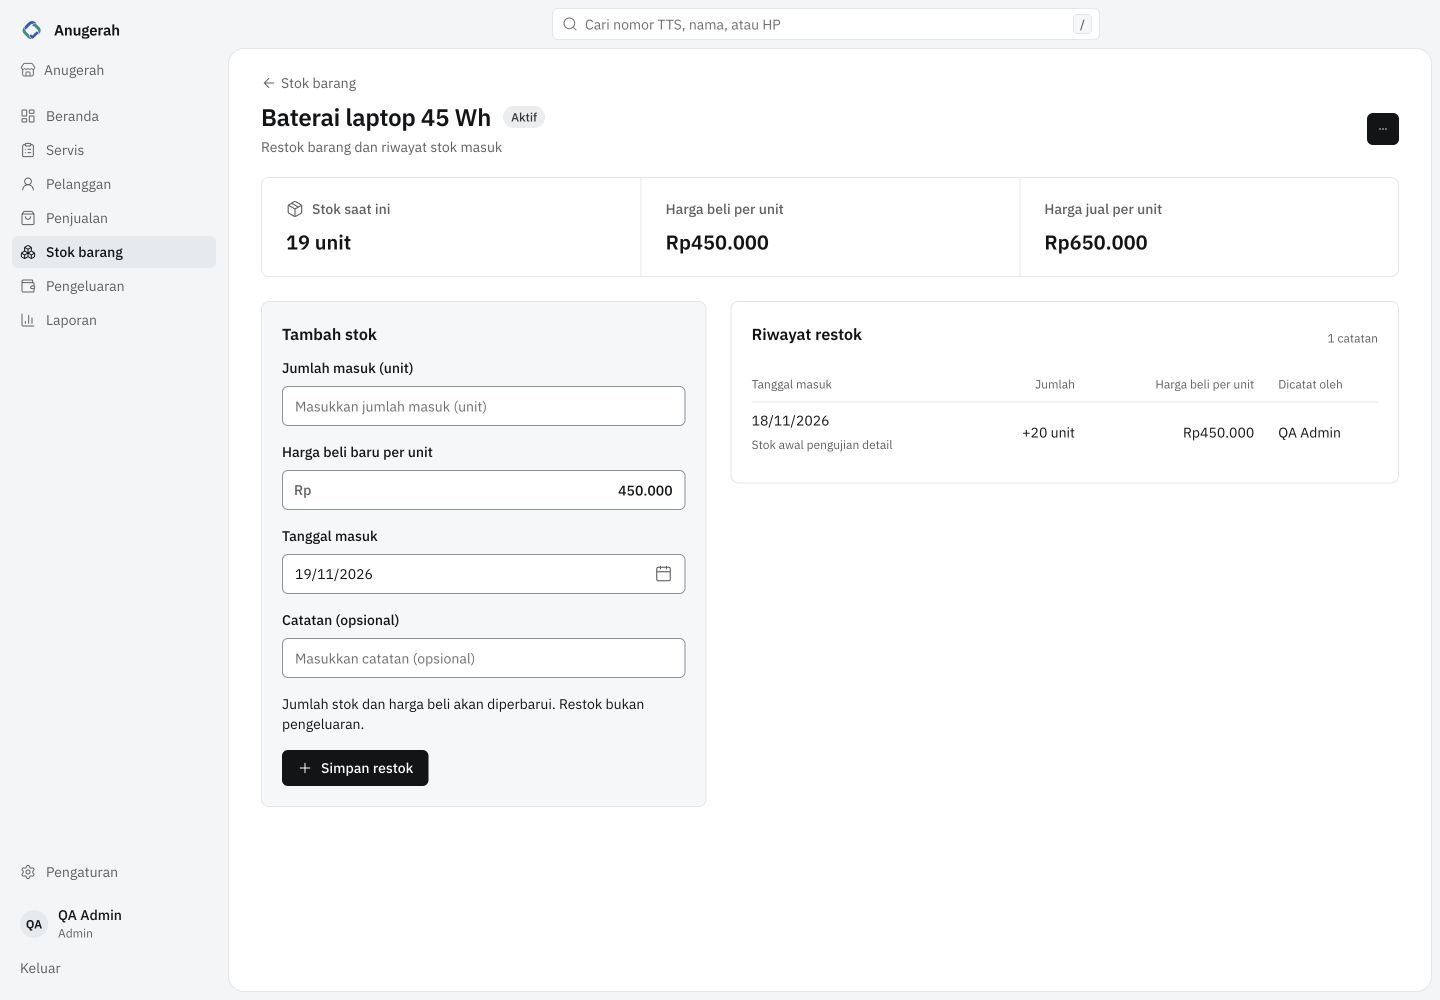 Anugerah
Cari nomor TTS, nama, atau HP
/
Anugerah
Beranda
Servis
Pelanggan
Penjualan
Stok barang
Pengeluaran
Laporan
Pengaturan
QA
QA Admin
Admin
Keluar
Stok barang
Baterai laptop 45 Wh
Aktif
Restok barang dan riwayat stok masuk
...
Stok saat ini
19 unit
Harga beli per unit
Rp450.000
Harga jual per unit
Rp650.000
Tambah stok
Jumlah masuk (unit)
Masukkan jumlah masuk (unit)
Harga beli baru per unit
Rp 450.000
Tanggal masuk
19/11/2026
Catatan (opsional)
Masukkan catatan (opsional)
Jumlah stok dan harga beli akan diperbarui. Restok bukan
pengeluaran.
Simpan restok
Riwayat restok
1 catatan
Tanggal masuk Jumlah Harga beli per unit Dicatat oleh
18/11/2026
Stok awal pengujian detail
+20 unit Rp450.000 QA Admin